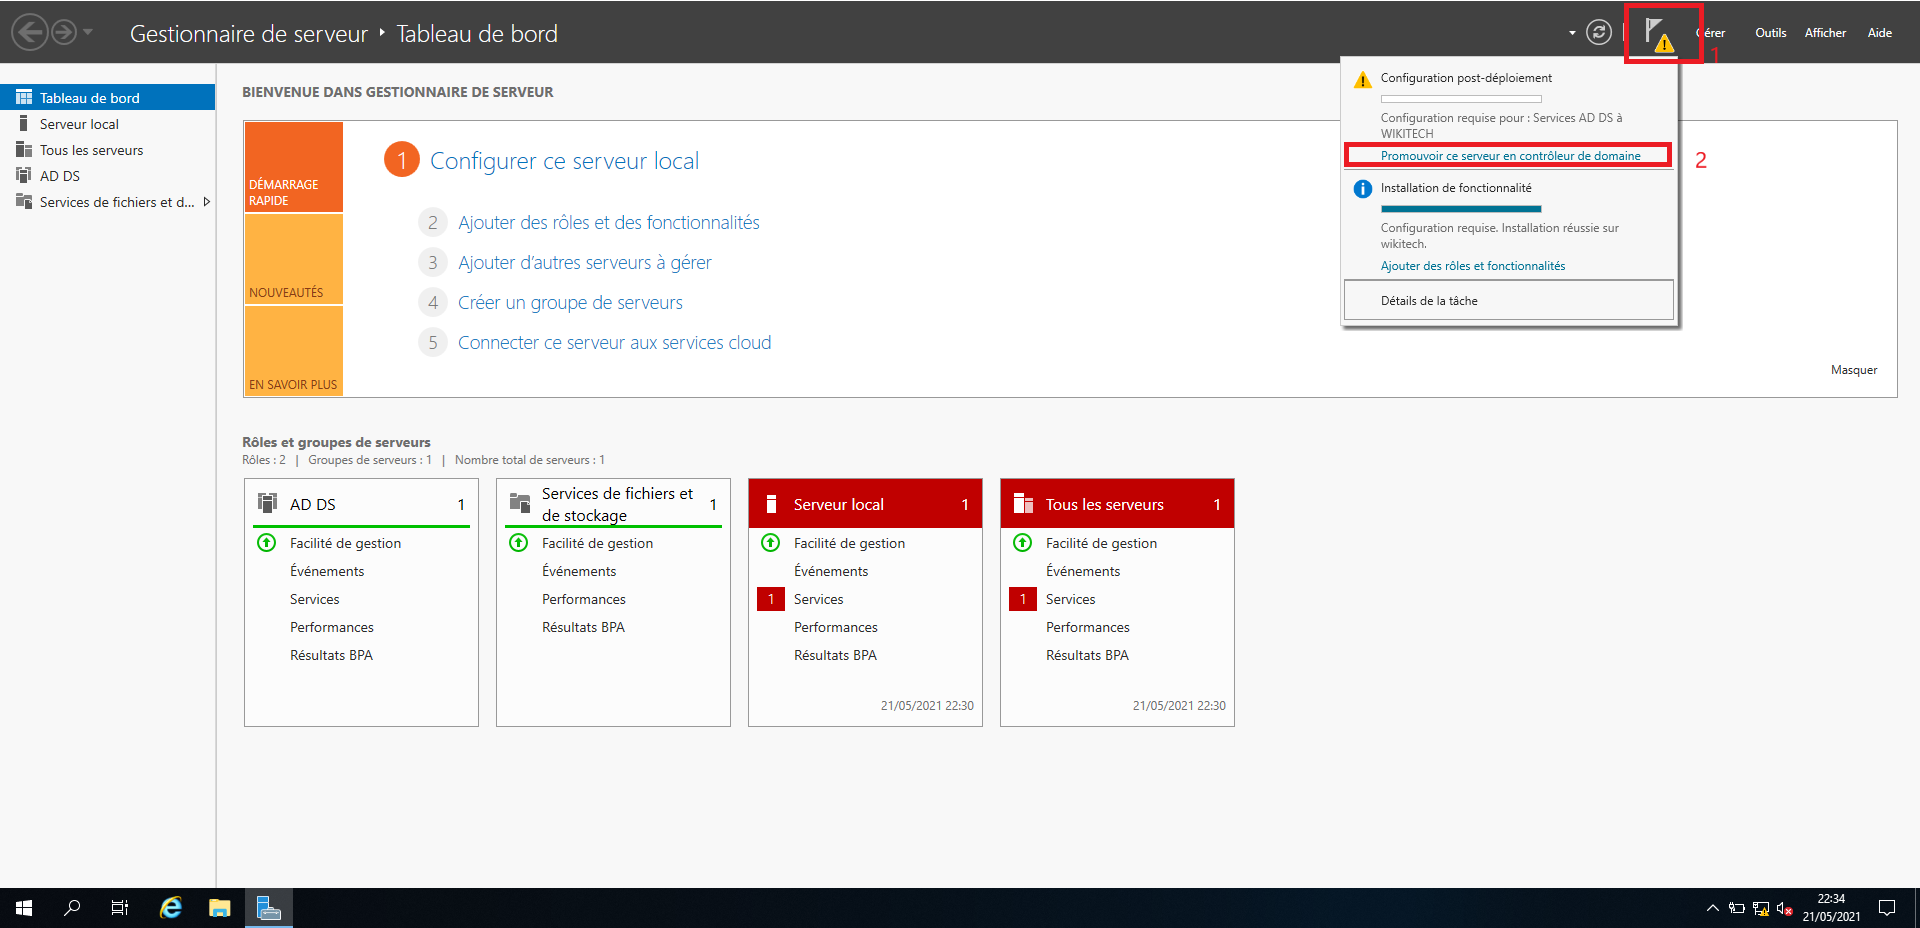 Gestionnaire de serveur ‣ Tableau de bord
Gérer
Outils
Afficher
Aide
1
Tableau de bord
Serveur local
Tous les serveurs
AD DS
Services de fichiers et d...
BIENVENUE DANS GESTIONNAIRE DE SERVEUR
DÉMARRAGE
RAPIDE
NOUVEAUTÉS
EN SAVOIR PLUS
1 Configurer ce serveur local
2 Ajouter des rôles et des fonctionnalités
3 Ajouter d'autres serveurs à gérer
4 Créer un groupe de serveurs
5 Connecter ce serveur aux services cloud
Configuration post-déploiement
Configuration requise pour : Services AD DS à
WIKITECH
Promouvoir ce serveur en contrôleur de domaine
2
Installation de fonctionnalité
Configuration requise. Installation réussie sur
wikitech.
Ajouter des rôles et fonctionnalités
Détails de la tâche
Masquer
Rôles et groupes de serveurs
Rôles : 2 | Groupes de serveurs : 1 | Nombre total de serveurs : 1
AD DS 1
Facilité de gestion
Événements
Services
Performances
Résultats BPA
Services de fichiers et
de stockage 1
Facilité de gestion
Événements
Performances
Résultats BPA
Serveur local 1
Facilité de gestion
Événements
1 Services
Performances
Résultats BPA
21/05/2021 22:30
Tous les serveurs 1
Facilité de gestion
Événements
1 Services
Performances
Résultats BPA
21/05/2021 22:30
22:34
21/05/2021